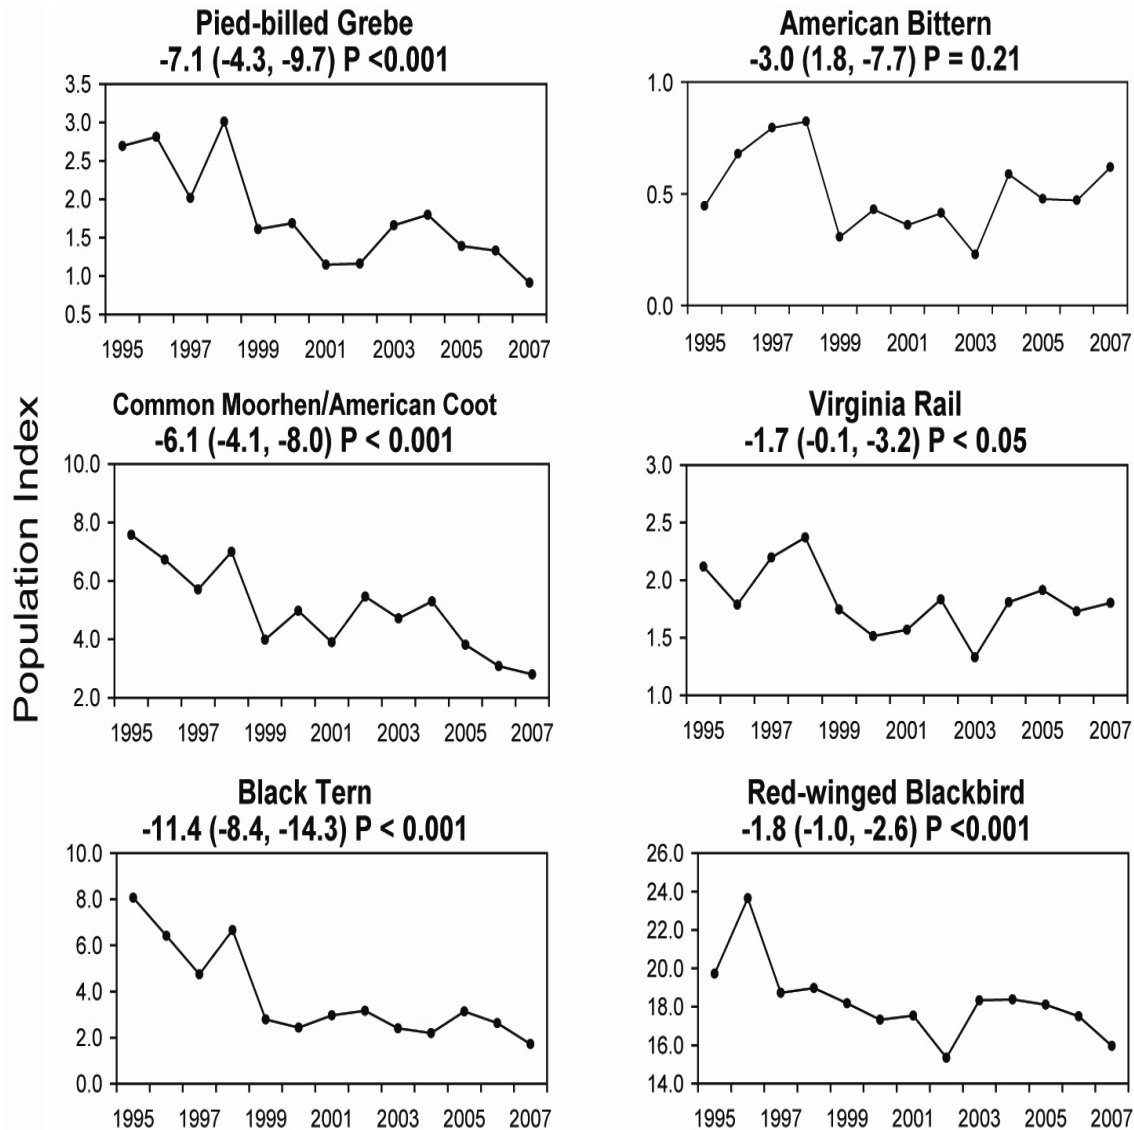 Population Index
Pied-billed Grebe
-7.1 (-4.3, -9.7) P <0.001
3.5
3.0
2.5
2.0
1.5
1.0
0.5
1995 1997 1999 2001 2003 2005 2007
American Bittern
-3.0 (1.8, -7.7) P = 0.21
1.0
0.5
0.0
1995 1997 1999 2001 2003 2005 2007
Common Moorhen/American Coot
-6.1 (-4.1, -8.0) P < 0.001
10.0
8.0
6.0
4.0
2.0
1995 1997 1999 2001 2003 2005 2007
Virginia Rail
-1.7 (-0.1, -3.2) P < 0.05
3.0
2.5
2.0
1.5
1.0
1995 1997 1999 2001 2003 2005 2007
Black Tern
-11.4 (-8.4, -14.3) P < 0.001
10.0
8.0
6.0
4.0
2.0
0.0
1995 1997 1999 2001 2003 2005 2007
Red-winged Blackbird
-1.8 (-1.0, -2.6) P <0.001
26.0
24.0
22.0
20.0
18.0
16.0
14.0
1995 1997 1999 2001 2003 2005 2007